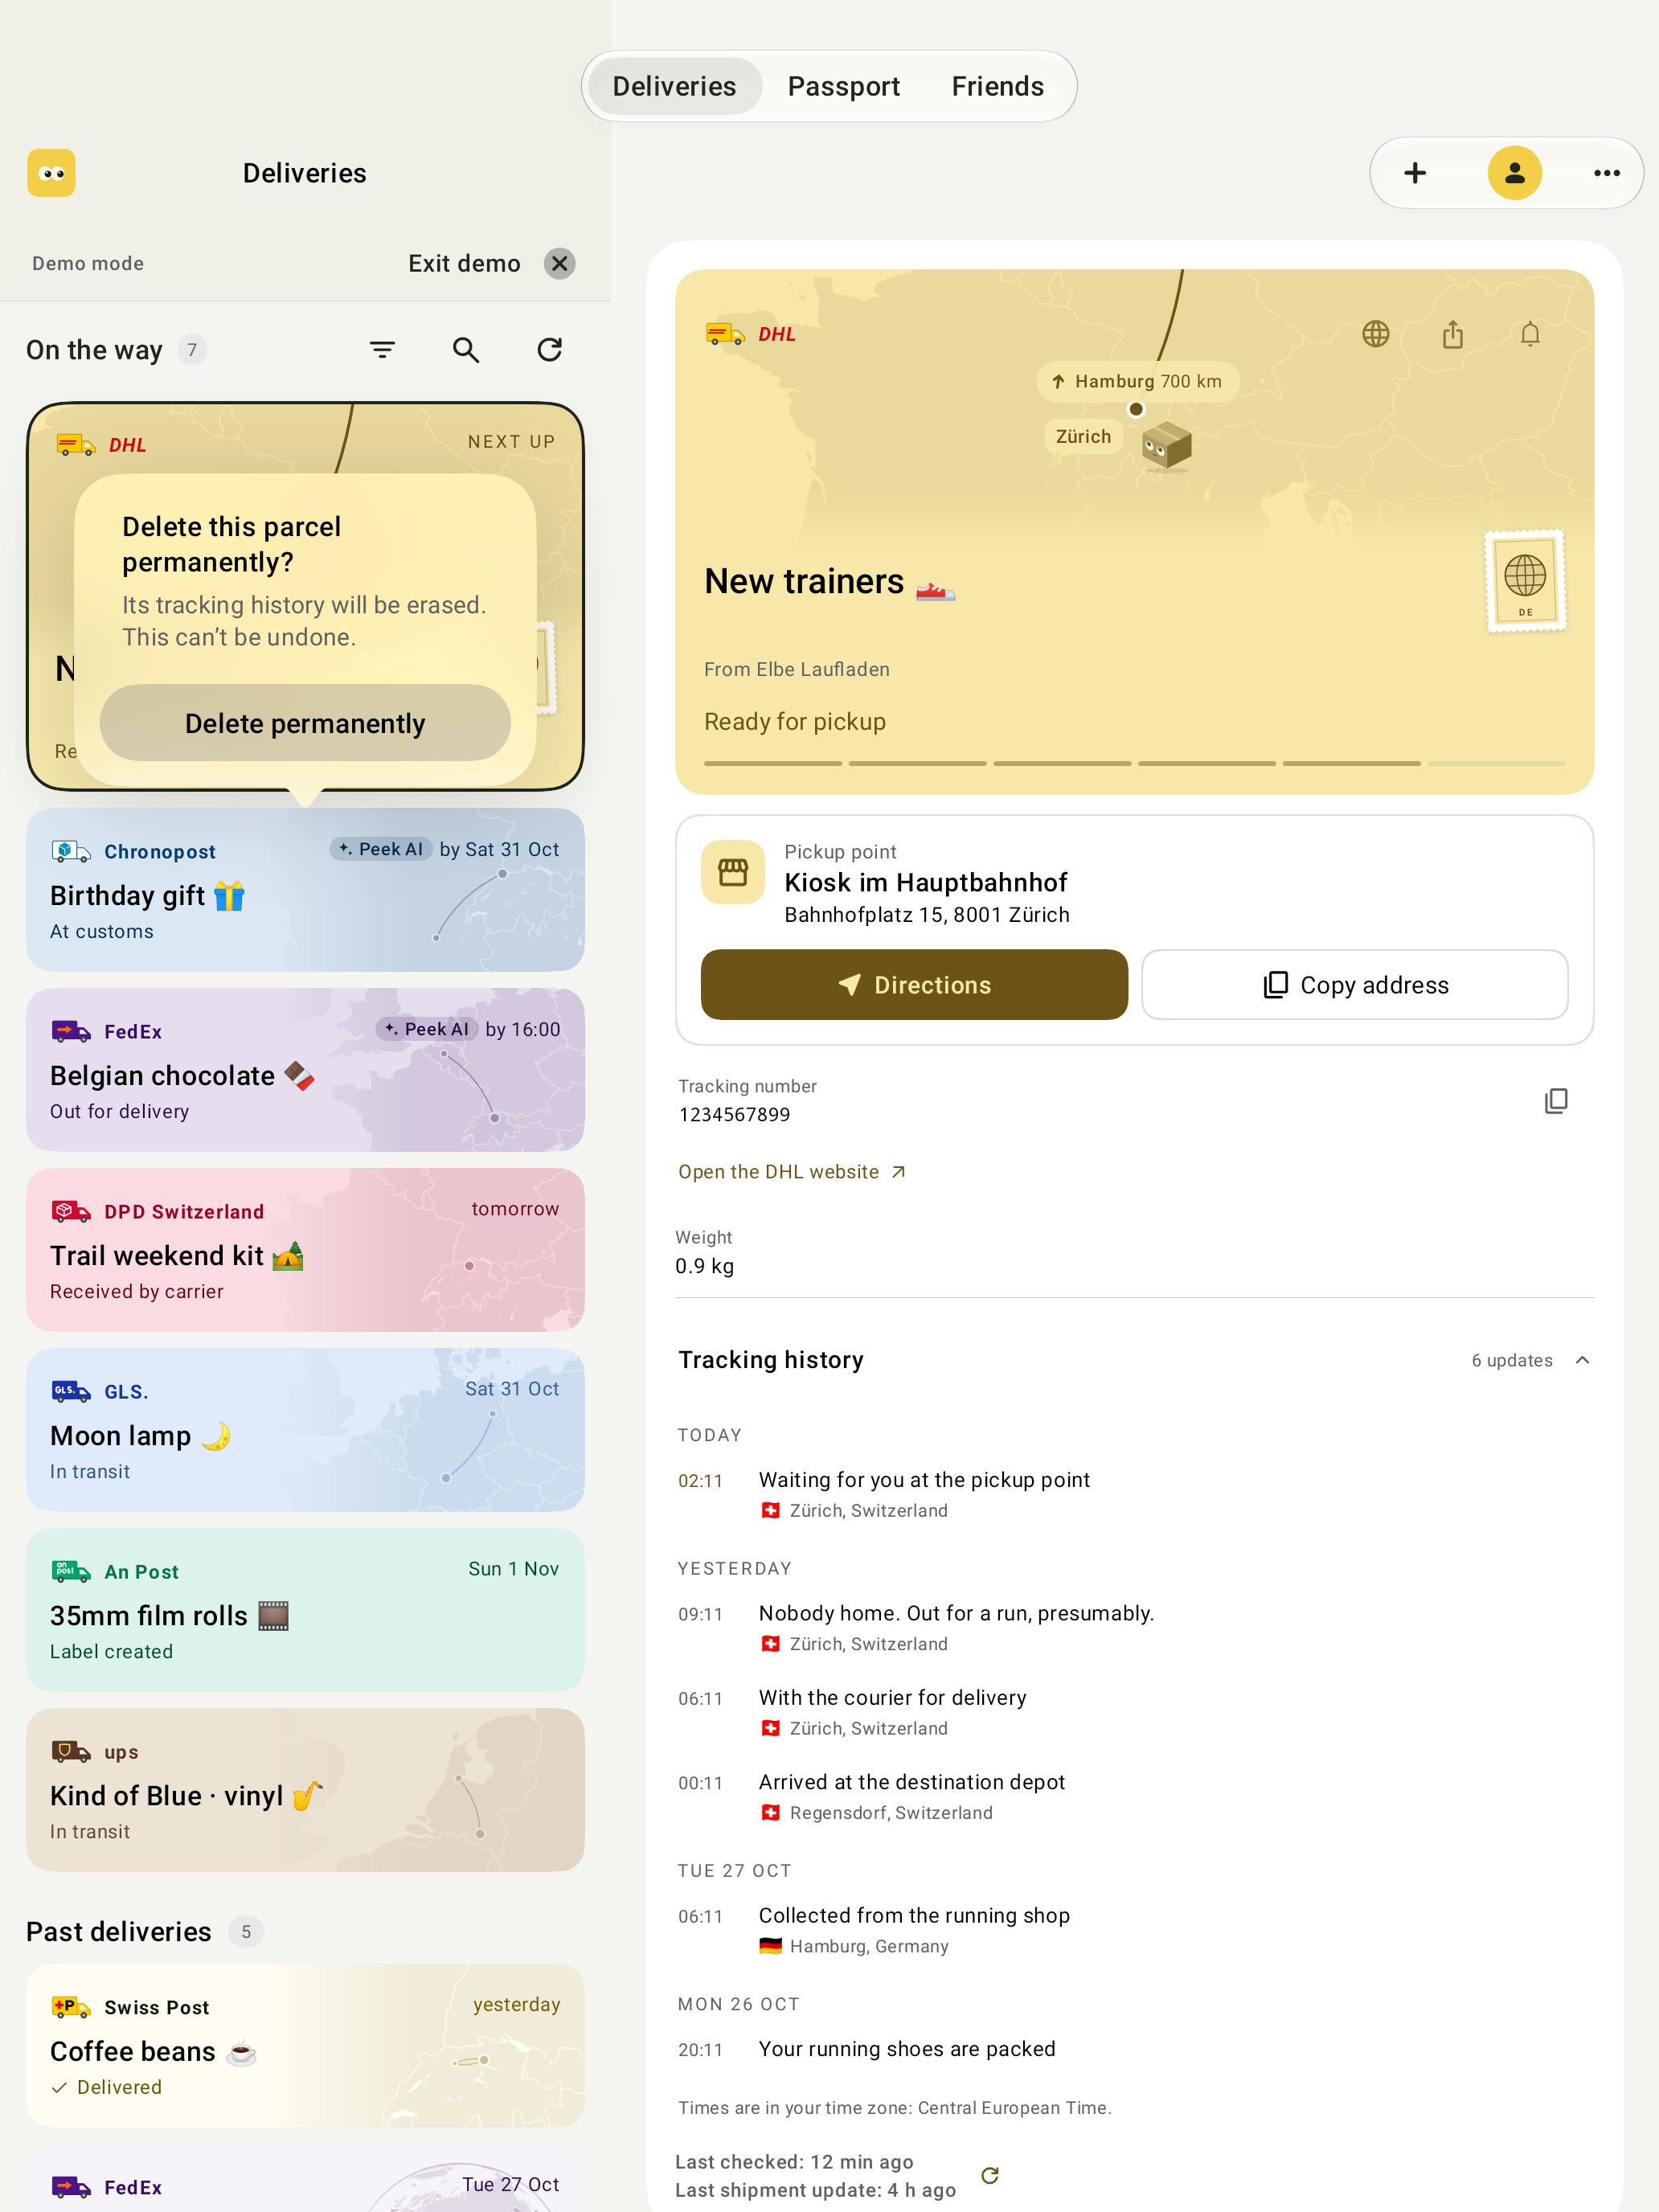 Deliveries
Passport
Friends
Deliveries
Demo mode
Exit demo
On the way 7
DHL
NEXT UP
Delete this parcel
permanently?
Its tracking history will be erased.
This can’t be undone.
Delete permanently
Chronopost
Peek AI by Sat 31 Oct
Birthday gift
At customs
FedEx
Peek AI by 16:00
Belgian chocolate
Out for delivery
DPD Switzerland
tomorrow
Trail weekend kit
Received by carrier
GLS.
GLS.
Sat 31 Oct
Moon lamp
In transit
an
post
An Post
Sun 1 Nov
35mm film rolls
Label created
ups
Kind of Blue · vinyl
In transit
Past deliveries 5
P
Swiss Post
yesterday
Coffee beans
Delivered
FedEx
Tue 27 Oct
DHL
Hamburg 700 km
Zürich
New trainers
DE
From Elbe Laufladen
Ready for pickup
Pickup point
Kiosk im Hauptbahnhof
Bahnhofplatz 15, 8001 Zürich
Directions
Copy address
Tracking number
1234567899
Open the DHL website
Weight
0.9 kg
Tracking history
6 updates
TODAY
02:11 Waiting for you at the pickup point
Zürich, Switzerland
YESTERDAY
09:11 Nobody home. Out for a run, presumably.
Zürich, Switzerland
06:11 With the courier for delivery
Zürich, Switzerland
00:11 Arrived at the destination depot
Regensdorf, Switzerland
TUE 27 OCT
06:11 Collected from the running shop
Hamburg, Germany
MON 26 OCT
20:11 Your running shoes are packed
Times are in your time zone: Central European Time.
Last checked: 12 min ago
Last shipment update: 4 h ago